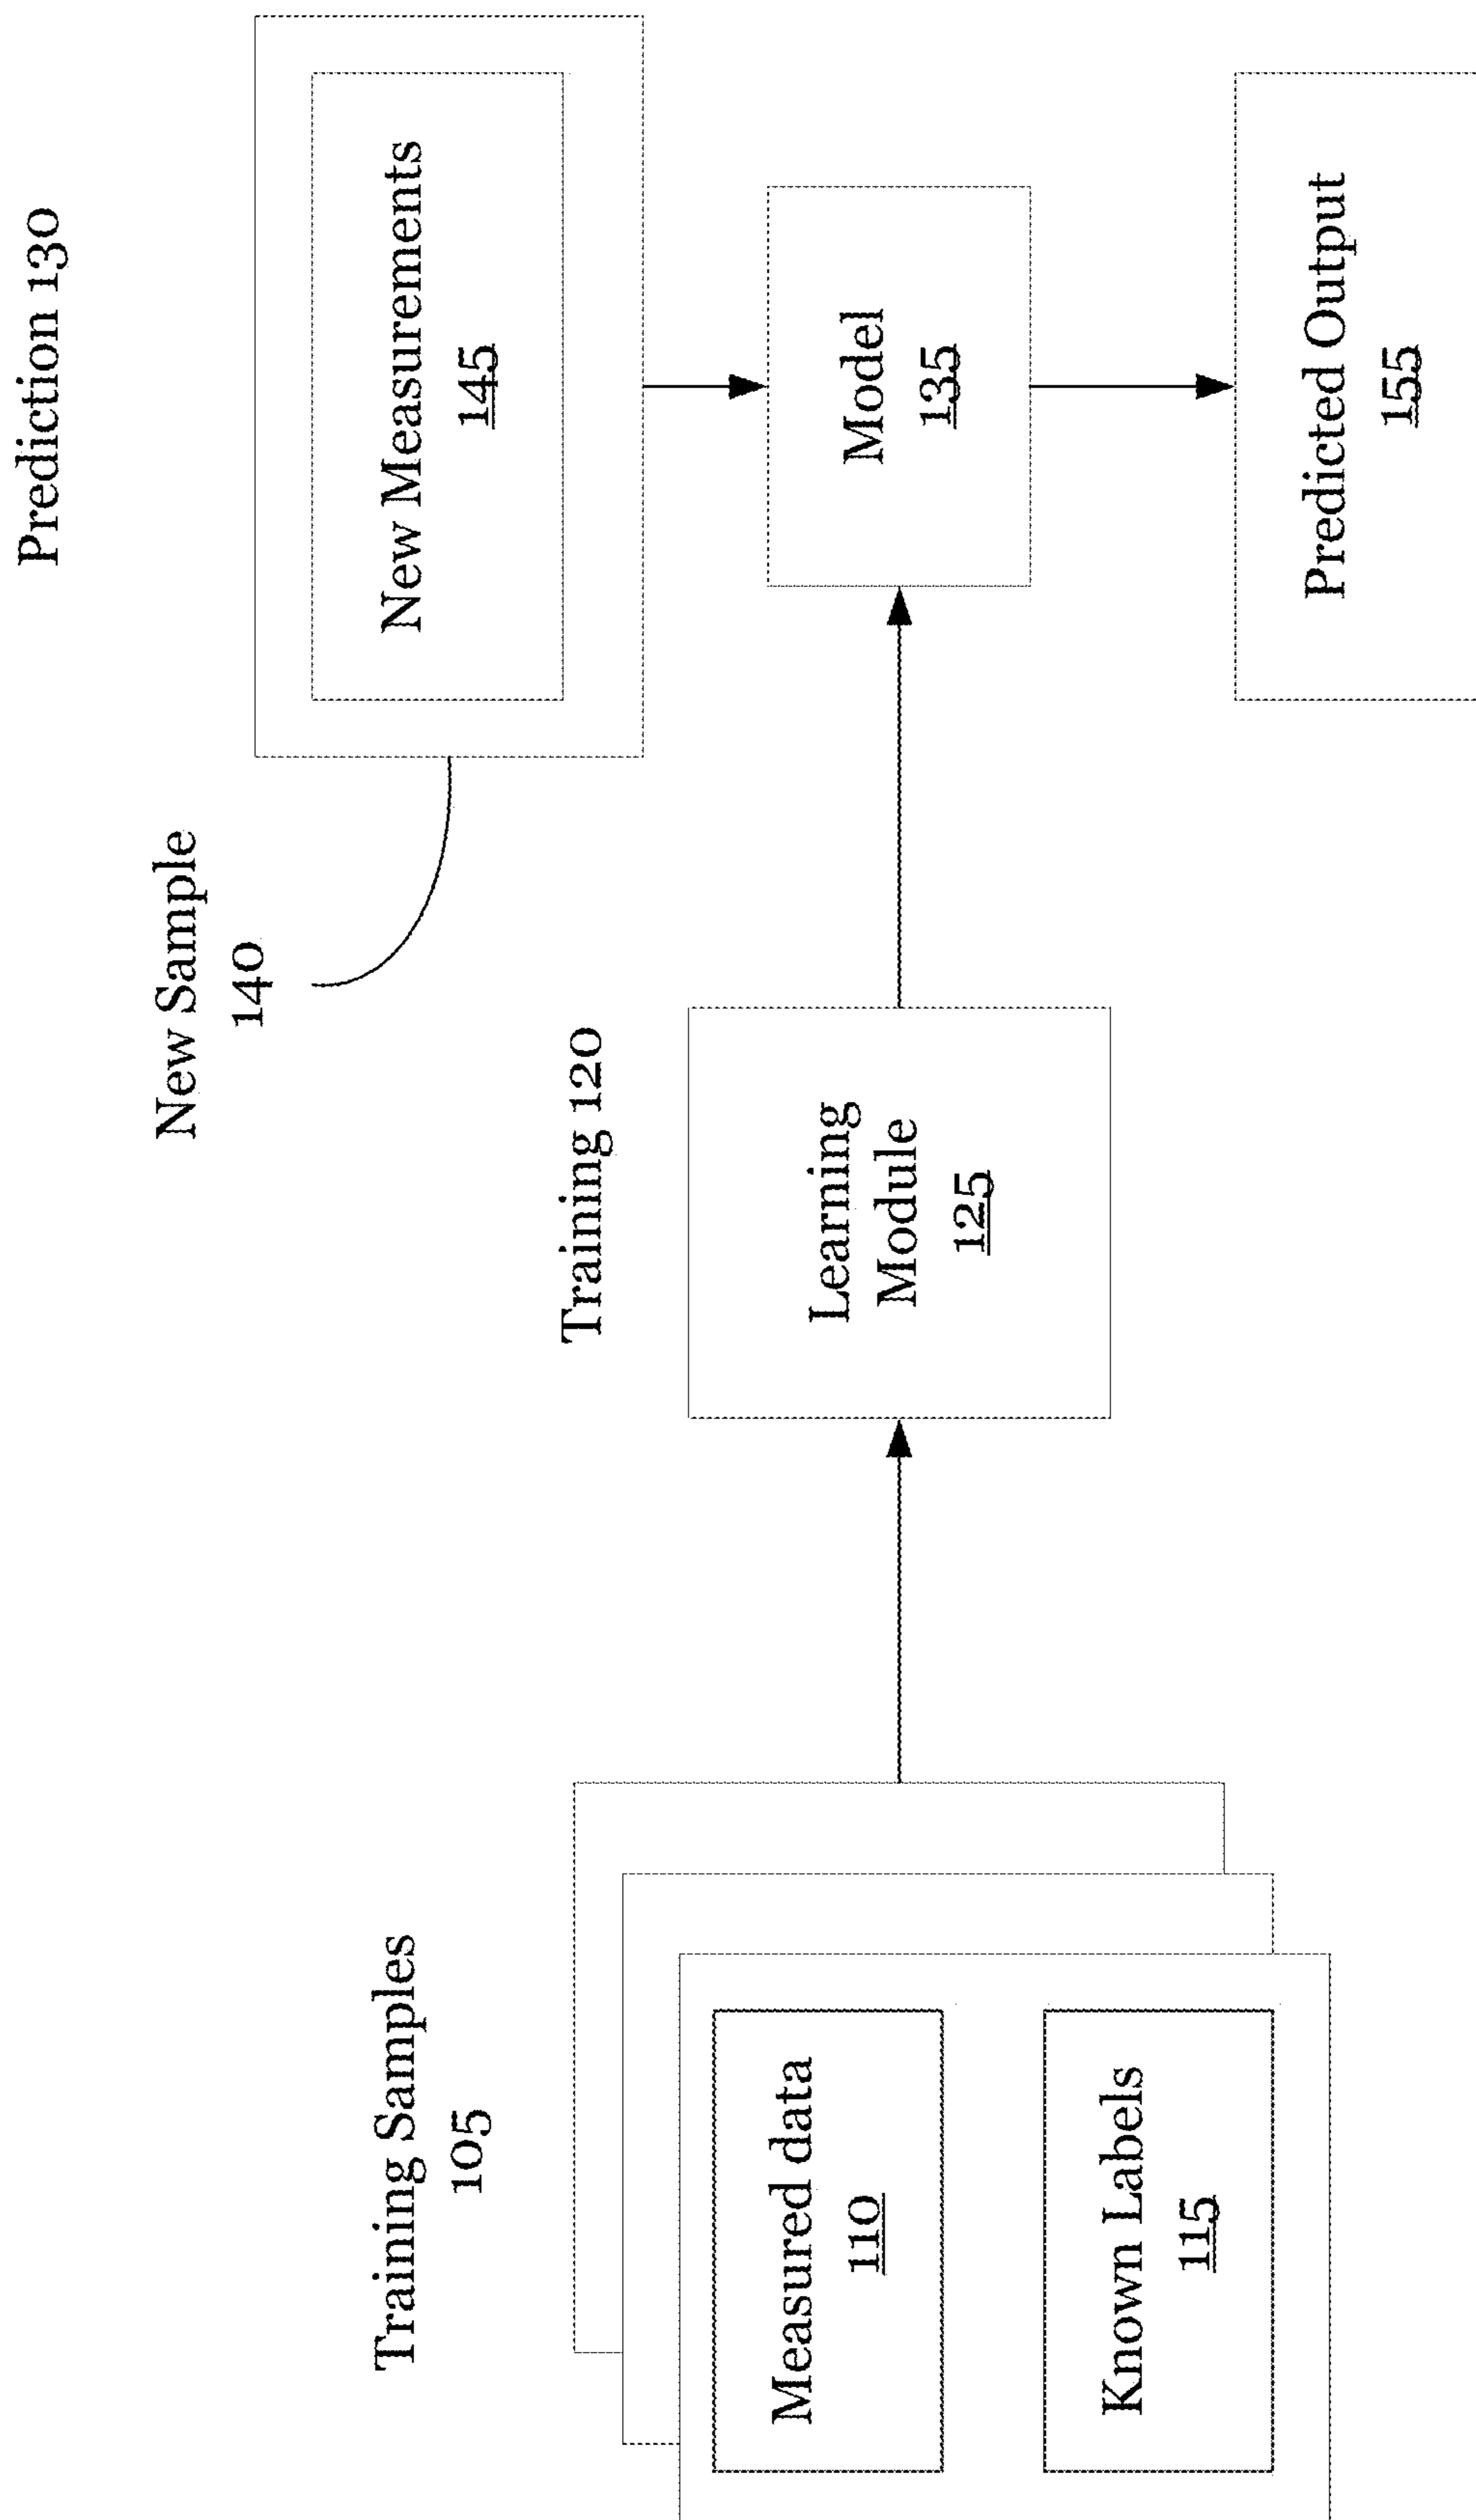 Training Samples
105
Measured data
110
Known Labels
115
Training 120
Learning
Module
125
New Sample
140
Prediction 130
New Measurements
145
Model
135
Predicted Output
155